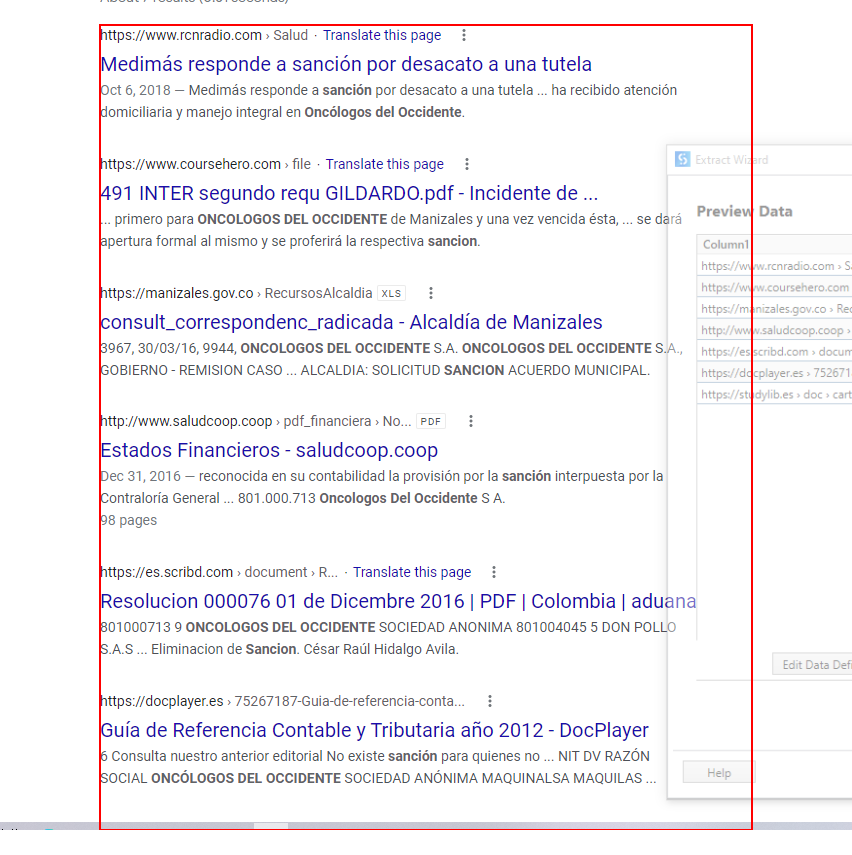 https://www.rcnradio.com › Salud · Translate this page
Medimás responde a sanción por desacato a una tutela
Oct 6, 2018 — Medimás responde a sanción por desacato a una tutela ... ha recibido atención
domiciliaria y manejo integral en Oncólogos del Occidente.
https://www.coursehero.com › file · Translate this page
491 INTER segundo requ GILDARDO.pdf - Incidente de ...
... primero para ONCOLOGOS DEL OCCIDENTE de Manizales y una vez vencida ésta, ... se dará
apertura formal al mismo y se proferirá la respectiva sancion.
https://manizales.gov.co › RecursosAlcaldia XLS
consult_correspondenc_radicada - Alcaldía de Manizales
3967, 30/03/16, 9944, ONCOLOGOS DEL OCCIDENTE S.A. ONCOLOGOS DEL OCCIDENTE S.A.,
GOBIERNO - REMISION CASO ... ALCALDIA: SOLICITUD SANCION ACUERDO MUNICIPAL.
http://www.saludcoop.coop › pdf_financiera › No... PDF
Estados Financieros - saludcoop.coop
Dec 31, 2016 — reconocida en su contabilidad la provisión por la sanción interpuesta por la
Contraloría General ... 801.000.713 Oncologos Del Occidente S A.
98 pages
https://es.scribd.com › document › R... · Translate this page
Resolucion 000076 01 de Dicembre 2016 | PDF | Colombia | aduana
801000713 9 ONCOLOGOS DEL OCCIDENTE SOCIEDAD ANONIMA 801004045 5 DON POLLO
S.A.S ... Eliminacion de Sancion. César Raúl Hidalgo Avila.
https://docplayer.es › 75267187-Guia-de-referencia-conta...
Guía de Referencia Contable y Tributaria año 2012 - DocPlayer
6 Consulta nuestro anterior editorial No existe sanción para quienes no ... NIT DV RAZÓN
SOCIAL ONCÓLOGOS DEL OCCIDENTE SOCIEDAD ANÓNIMA MAQUINALSA MAQUILAS ...
Extract Wizard
Preview Data
Column1
https://www.rcnradio.com › Sa
https://www.coursehero.com
https://manizales.gov.co › Rec
http://www.saludcoop.coop ›
https://es.scribd.com › docum
https://docplayer.es › 752671
https://studylib.es › doc › cart
Edit Data Defi
Help